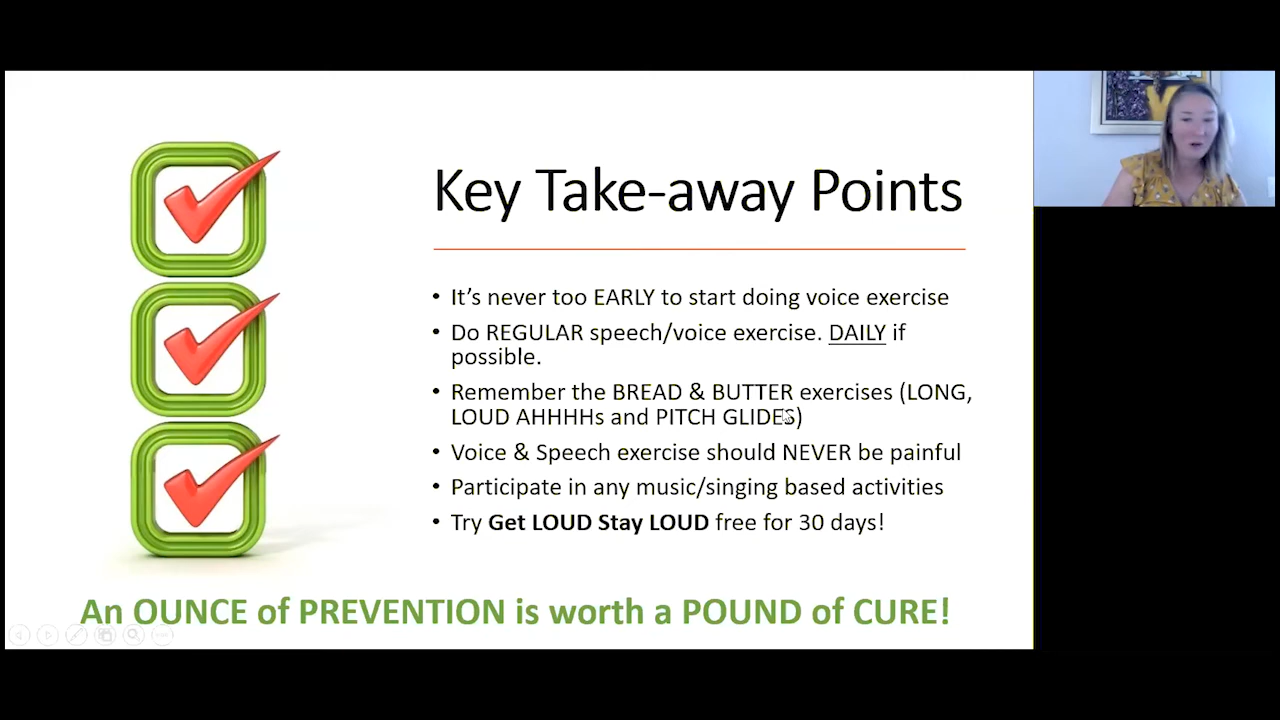 Key Take-away Points
• It's never too EARLY to start doing voice exercise
• Do REGULAR speech/voice exercise. DAILY if
possible.
• Remember the BREAD & BUTTER exercises (LONG,
LOUD AHHHHs and PITCH GLIDES)
• Voice & Speech exercise should NEVER be painful
• Participate in any music/singing based activities
• Try Get LOUD Stay LOUD free for 30 days!
An OUNCE of PREVENTION is worth a POUND of CURE!